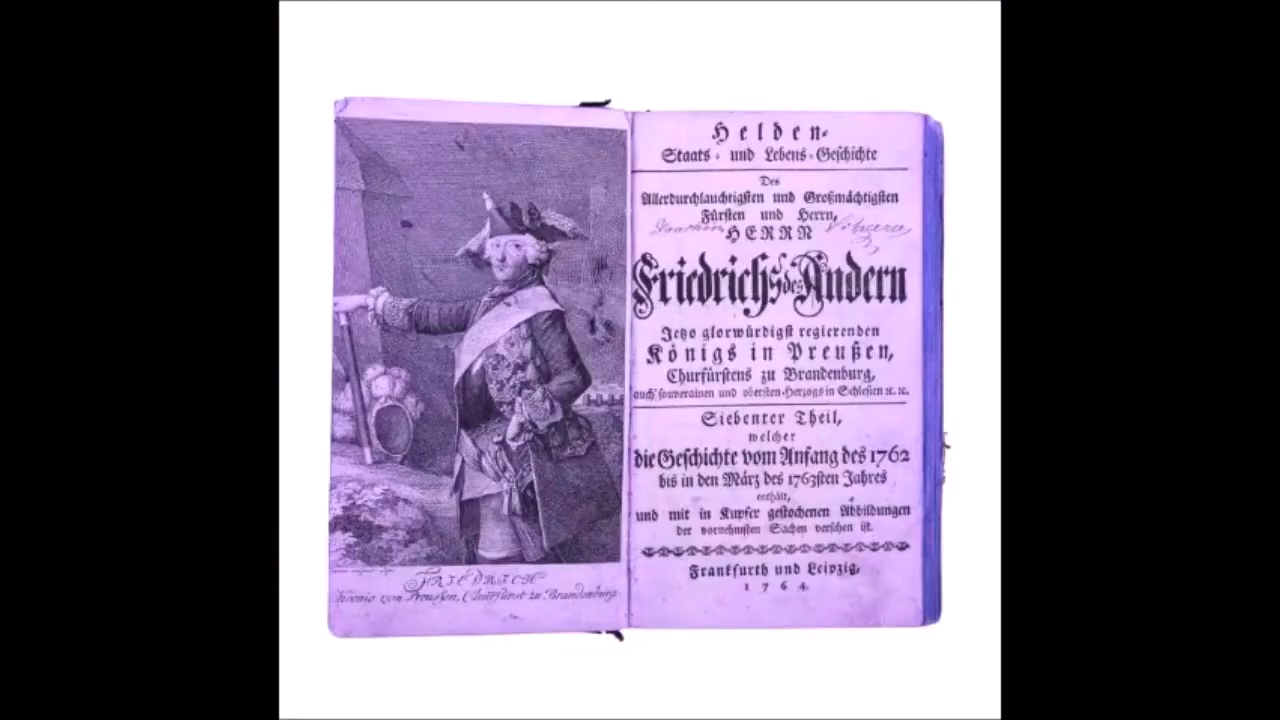 FRIEDRICH
Koenig von Preussen, Churfürst zu Brandenburg.
Helden-
Staats- und Lebens-Geschichte
Des
Allerdurchlauchtigsten und Großmächtigsten
Fürsten und Herrn,
HERRN
Friedrichs des Andern
Jetzo glorwürdigst regierenden
Königs in Preußen,
Churfürstens zu Brandenburg,
auch souverainen und obersten Herzogs in Schlesien ꝛc. ꝛc.
Siebenter Theil,
welcher
die Geschichte vom Anfang des 1762
bis in den März des 1763sten Jahres
enthält,
und mit in Kupfer gestochenen Abbildungen
der vornehmsten Sachen versehen ist.
Frankfurth und Leipzig,
1764.